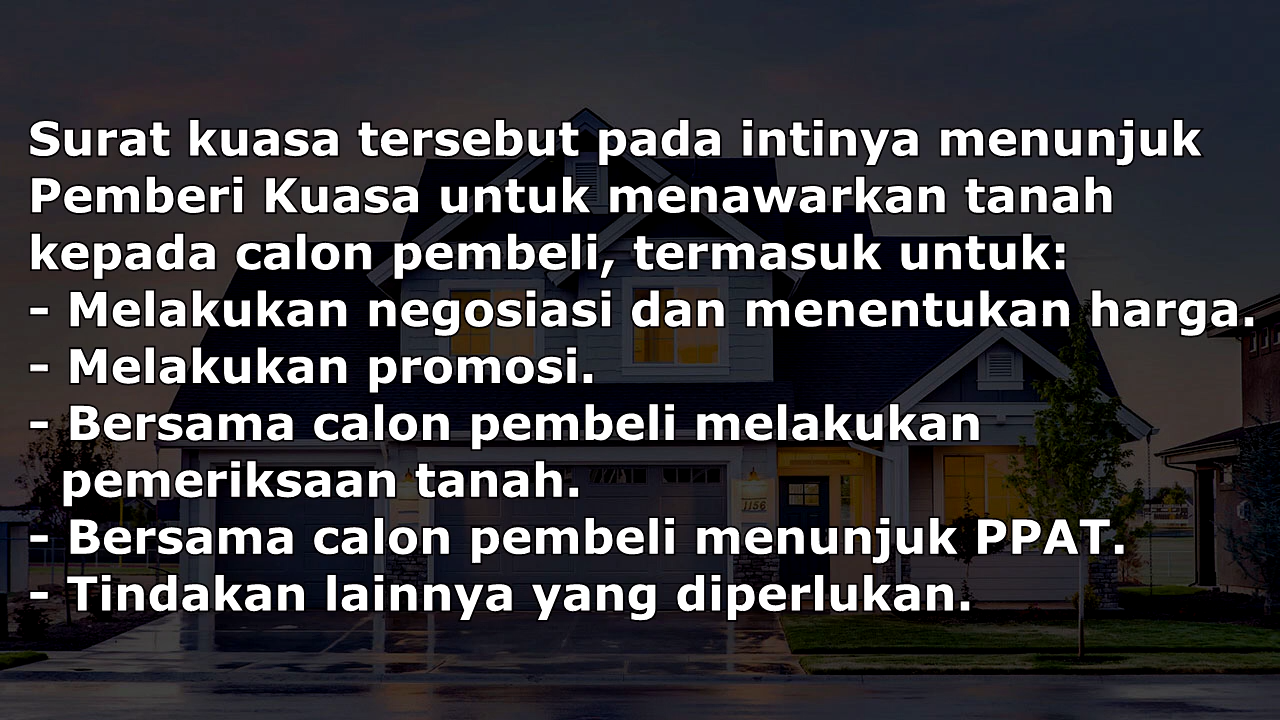 Surat kuasa tersebut pada intinya menunjuk
Pemberi Kuasa untuk menawarkan tanah
kepada calon pembeli, termasuk untuk:
- Melakukan negosiasi dan menentukan harga.
- Melakukan promosi.
- Bersama calon pembeli melakukan
pemeriksaan tanah.
- Bersama calon pembeli menunjuk PPAT.
- Tindakan lainnya yang diperlukan.
1156